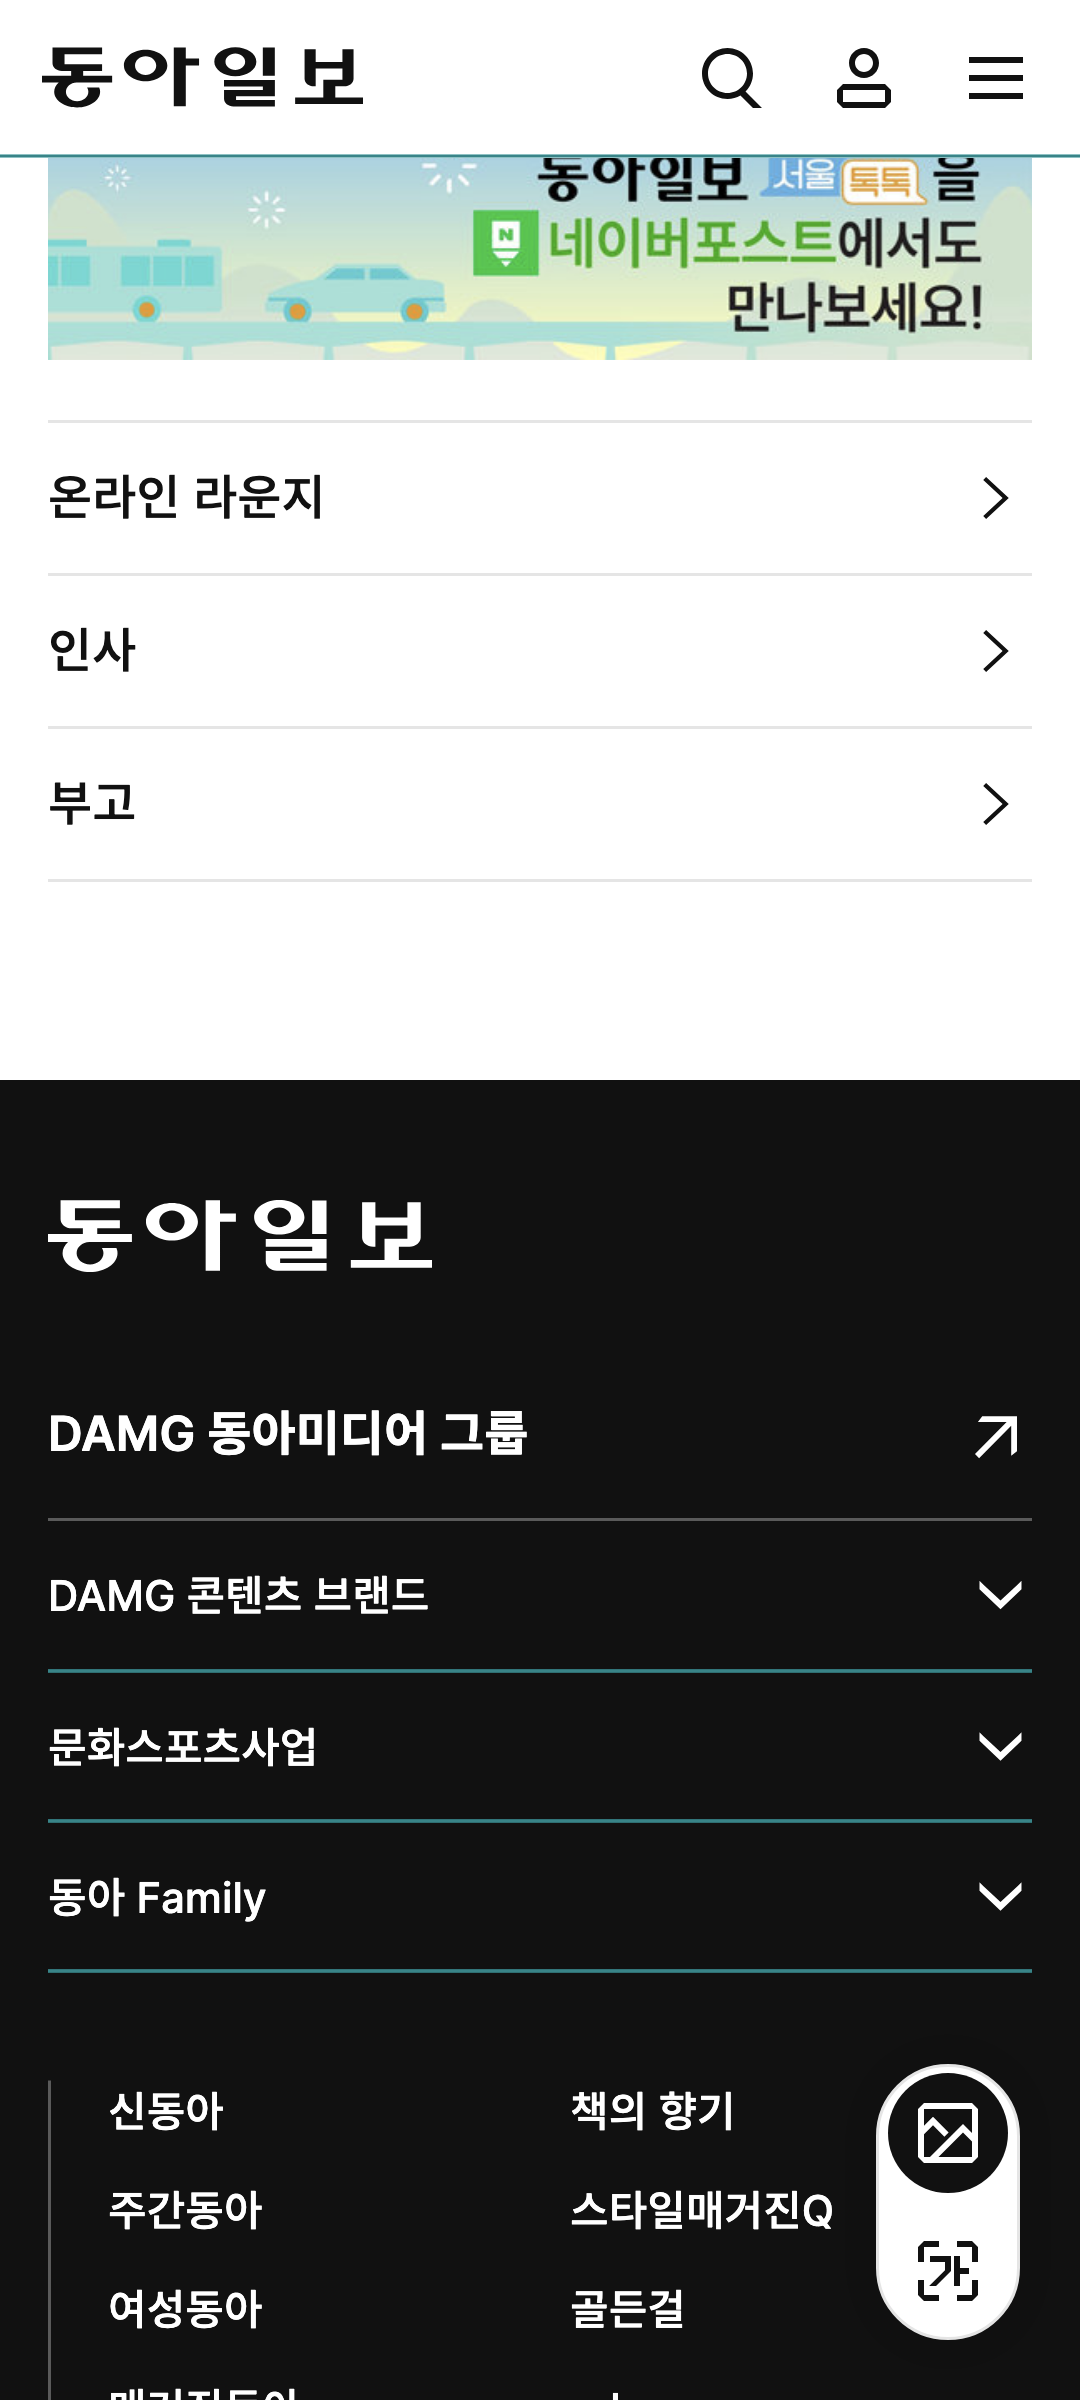 동아일보
동아일보 서울 톡톡 을
N 네이버포스트에서도
만나보세요!
온라인 라운지
인사
부고
동아일보
DAMG 동아미디어 그룹
DAMG 콘텐츠 브랜드
문화스포츠사업
동아 Family
신동아 책의 향기
주간동아 스타일매거진Q
가
여성동아 골든걸